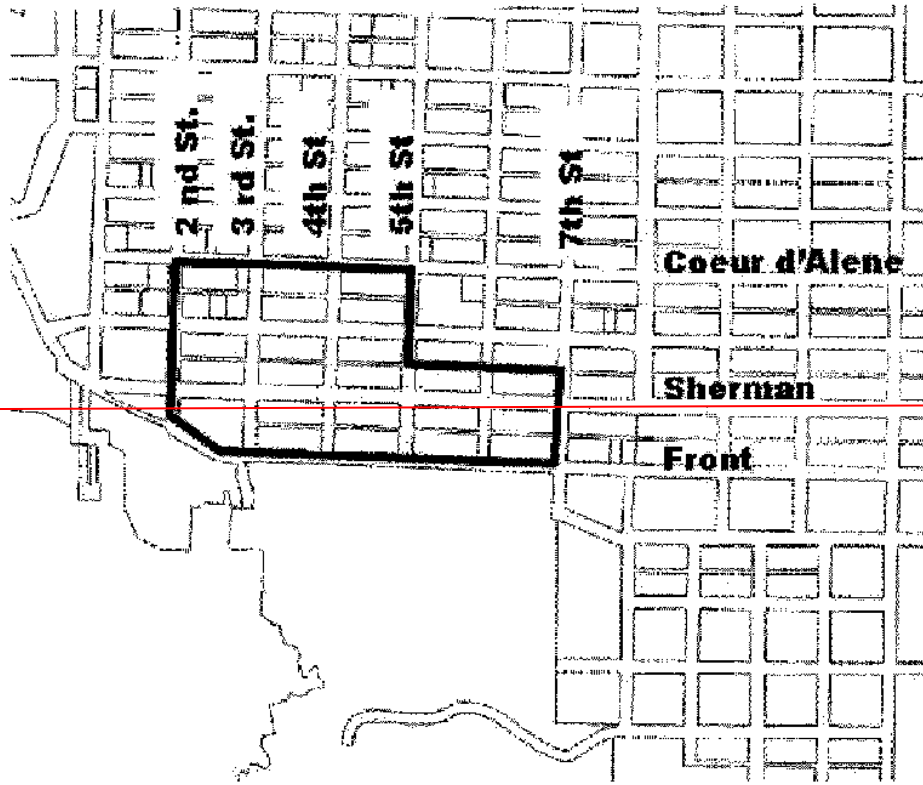 2 nd St.
3 rd St.
4th St
5th St
7th St
Coeur d'Alene
Sherman
Front